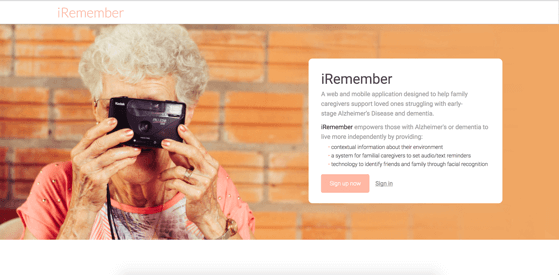 iRemember
iRemember
A web and mobile application designed to help family
caregivers support loved ones struggling with early-
stage Alzheimer's Disease and dementia.
iRemember empowers those with Alzheimer's or dementia to
live more independently by providing:
· contextual information about their environment
· a system for familial caregivers to set audio/text reminders
· technology to identify friends and family through facial recognition
Sign up now Sign in
Kodak